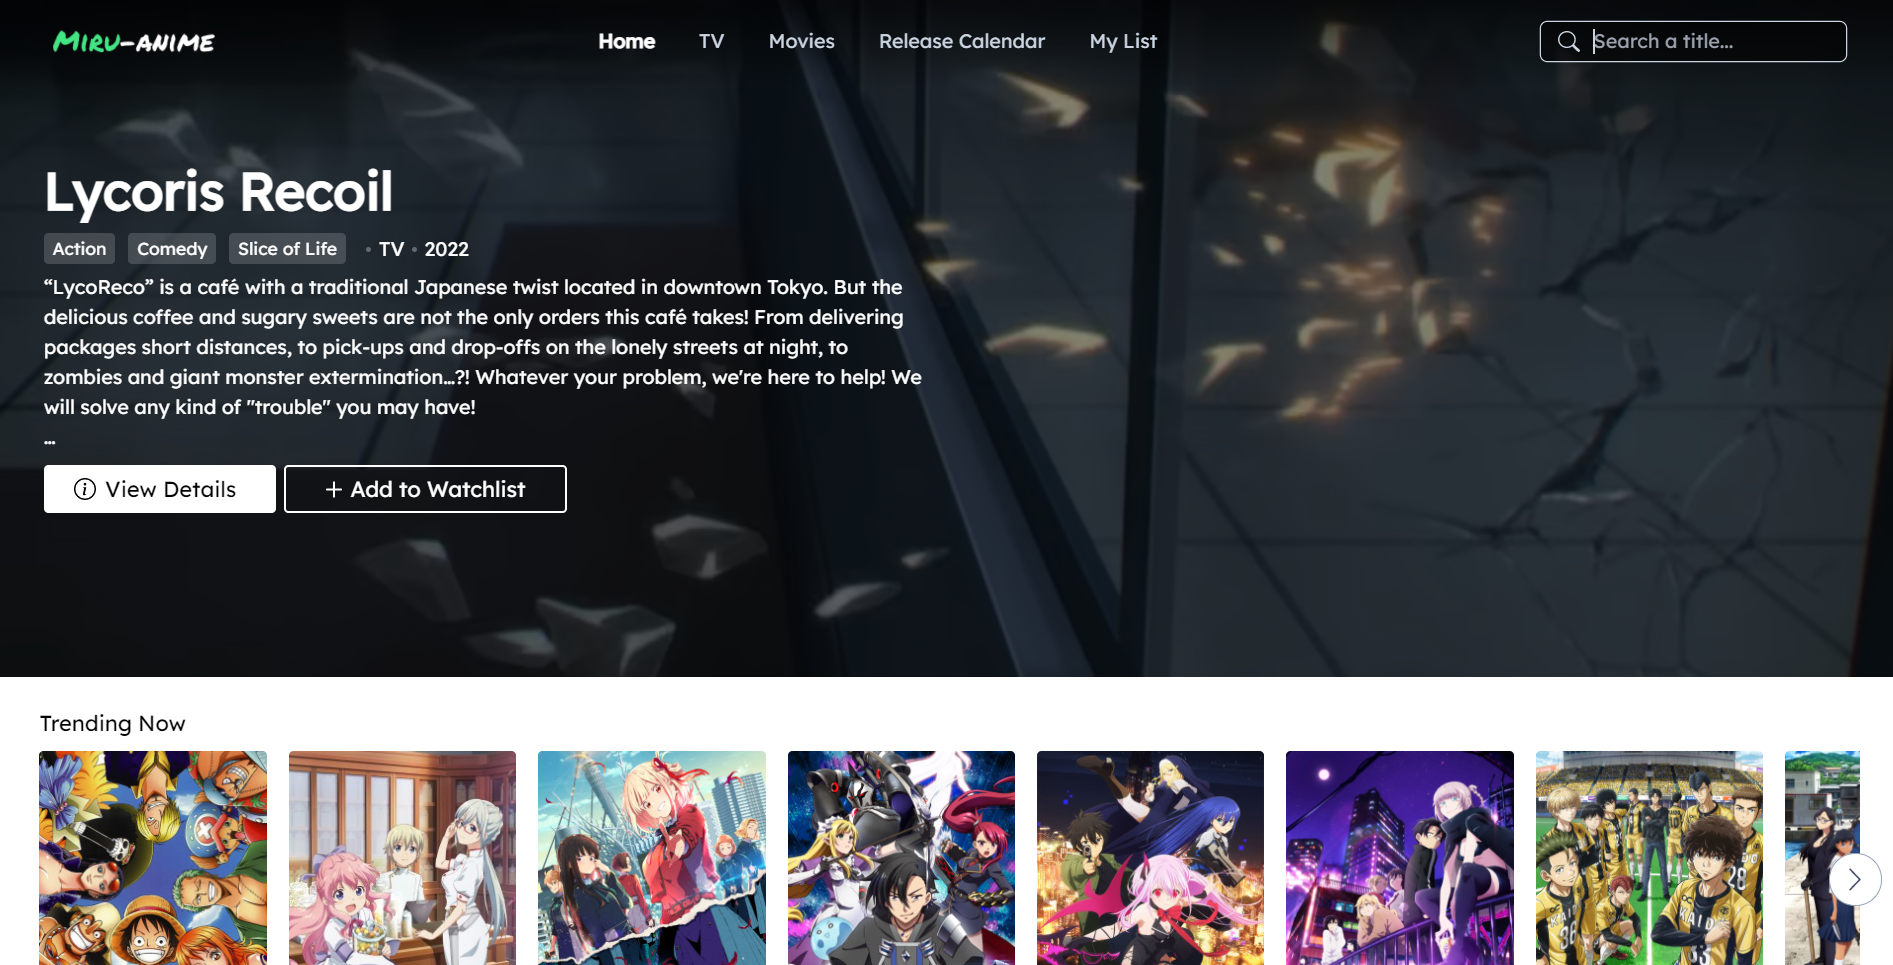 MIRU-ANIME
Home TV Movies Release Calendar My List
Search a title...
Lycoris Recoil
Action Comedy Slice of Life • TV • 2022
“LycoReco” is a café with a traditional Japanese twist located in downtown Tokyo. But the
delicious coffee and sugary sweets are not the only orders this café takes! From delivering
packages short distances, to pick-ups and drop-offs on the lonely streets at night, to
zombies and giant monster extermination...?! Whatever your problem, we're here to help! We
will solve any kind of "trouble" you may have!
...
View Details + Add to Watchlist
Trending Now
28
KAIDO
86
33